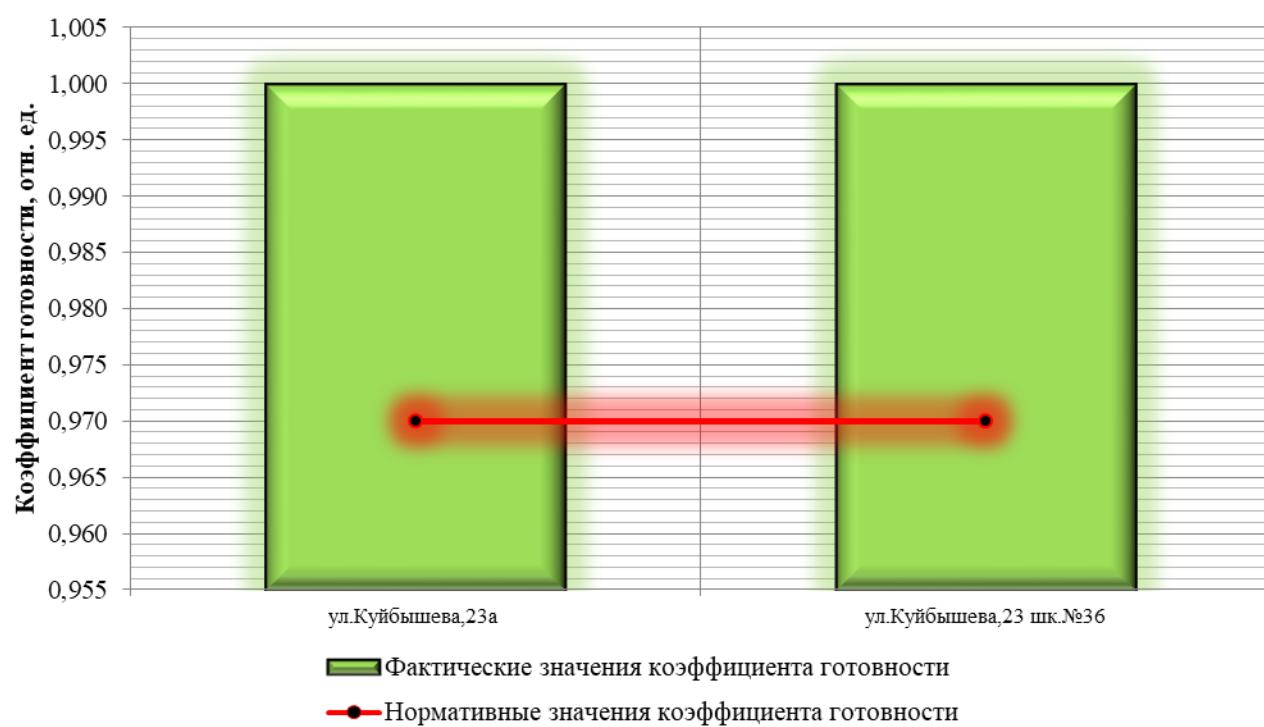 Коэффициент готовности, отн. ед.
1,005
1,000
0,995
0,990
0,985
0,980
0,975
0,970
0,965
0,960
0,955
ул.Куйбышева,23а
ул.Куйбышева,23 шк.№36
Фактические значения коэффициента готовности
Нормативные значения коэффициента готовности